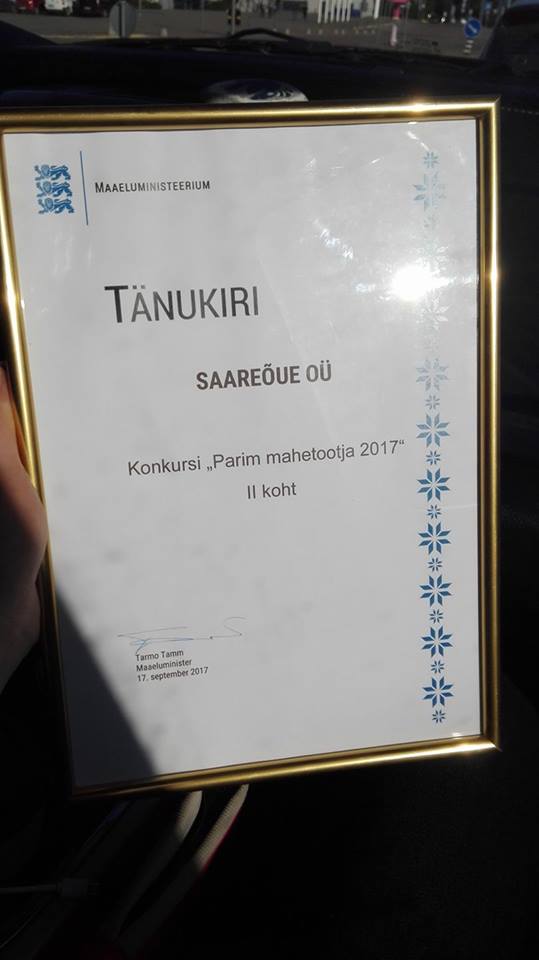 MAAELUMINISTEERIUM
TÄNUKIRI
SAAREÕUE OÜ
Konkursi „Parim mahetootja 2017“
II koht
Tarmo Tamm
Maaeluminister
17. september 2017